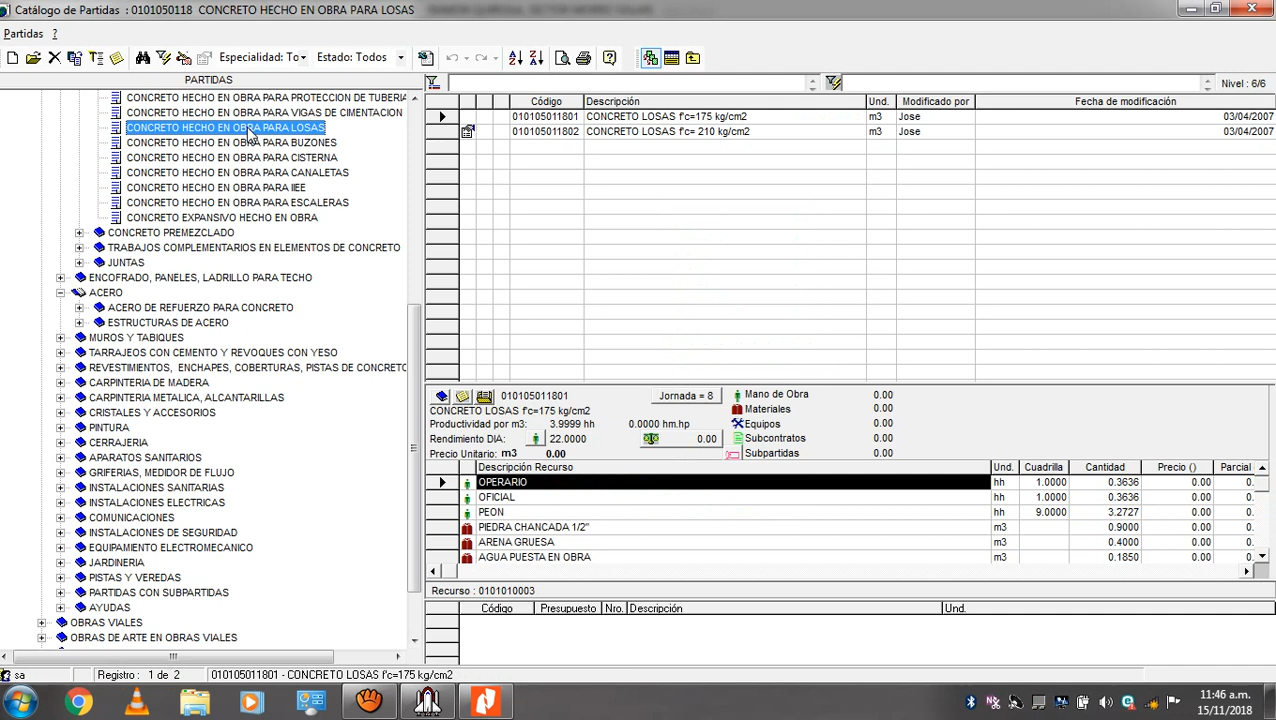 Catálogo de Partidas : 0101050118 CONCRETO HECHO EN OBRA PARA LOSAS
Partidas ?
Especialidad: To Estado: Todos
PARTIDAS
Nivel : 6/6
CONCRETO HECHO EN OBRA PARA PROTECCION DE TUBERIA
CONCRETO HECHO EN OBRA PARA VIGAS DE CIMENTACION
CONCRETO HECHO EN OBRA PARA LOSAS
CONCRETO HECHO EN OBRA PARA BUZONES
CONCRETO HECHO EN OBRA PARA CISTERNA
CONCRETO HECHO EN OBRA PARA CANALETAS
CONCRETO HECHO EN OBRA PARA IIEE
CONCRETO HECHO EN OBRA PARA ESCALERAS
CONCRETO EXPANSIVO HECHO EN OBRA
CONCRETO PREMEZCLADO
TRABAJOS COMPLEMENTARIOS EN ELEMENTOS DE CONCRETO
JUNTAS
ENCOFRADO, PANELES, LADRILLO PARA TECHO
ACERO
ACERO DE REFUERZO PARA CONCRETO
ESTRUCTURAS DE ACERO
MUROS Y TABIQUES
TARRAJEOS CON CEMENTO Y REVOQUES CON YESO
REVESTIMIENTOS, ENCHAPES, COBERTURAS, PISTAS DE CONCRETO
CARPINTERIA DE MADERA
CARPINTERIA METALICA, ALCANTARILLAS
CRISTALES Y ACCESORIOS
PINTURA
CERRAJERIA
APARATOS SANITARIOS
GRIFERIAS, MEDIDOR DE FLUJO
INSTALACIONES SANITARIAS
INSTALACIONES ELECTRICAS
COMUNICACIONES
INSTALACIONES DE SEGURIDAD
EQUIPAMIENTO ELECTROMECANICO
JARDINERIA
PISTAS Y VEREDAS
PARTIDAS CON SUBPARTIDAS
AYUDAS
OBRAS VIALES
OBRAS DE ARTE EN OBRAS VIALES
Código Descripción Und. Modificado por Fecha de modificación
010105011801 CONCRETO LOSAS f'c=175 kg/cm2 m3 Jose 03/04/2007
010105011802 CONCRETO LOSAS f'c= 210 kg/cm2 m3 Jose 03/04/2007
010105011801 Jornada = 8 Mano de Obra 0.00
CONCRETO LOSAS f'c=175 kg/cm2 Materiales 0.00
Productividad por m3: 3.9999 hh 0.0000 hm.hp Equipos 0.00
Rendimiento DIA: 22.0000 0.00 Subcontratos 0.00
Precio Unitario: m3 0.00 Subpartidas 0.00
Descripción Recurso Und. Cuadrilla Cantidad Precio () Parcial
OPERARIO hh 1.0000 0.3636 0.00 0.
OFICIAL hh 1.0000 0.3636 0.00 0.
PEON hh 9.0000 3.2727 0.00 0.
PIEDRA CHANCADA 1/2" m3 0.9000 0.00 0.
ARENA GRUESA m3 0.4000 0.00 0.
AGUA PUESTA EN OBRA m3 0.1850 0.00 0.
Recurso : 0101010003
Código Presupuesto Nro. Descripción Und.
sa Registro : 1 de 2 010105011801 - CONCRETO LOSAS f'c=175 kg/cm2
11:46 a.m.
15/11/2018